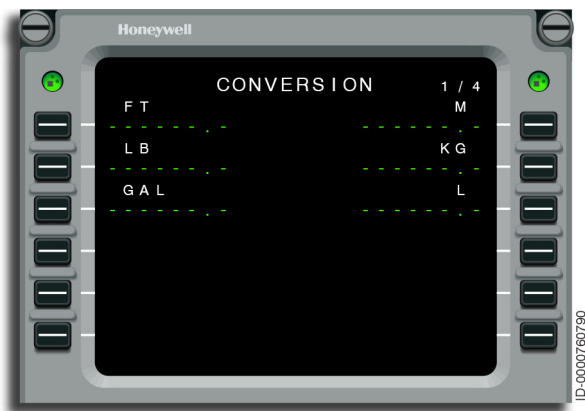 Honeywell
CONVERSION 1 / 4
FT M
------.- ------.-
LB KG
------.- ------.-
GAL L
------.- ------.-
ID-0000760790